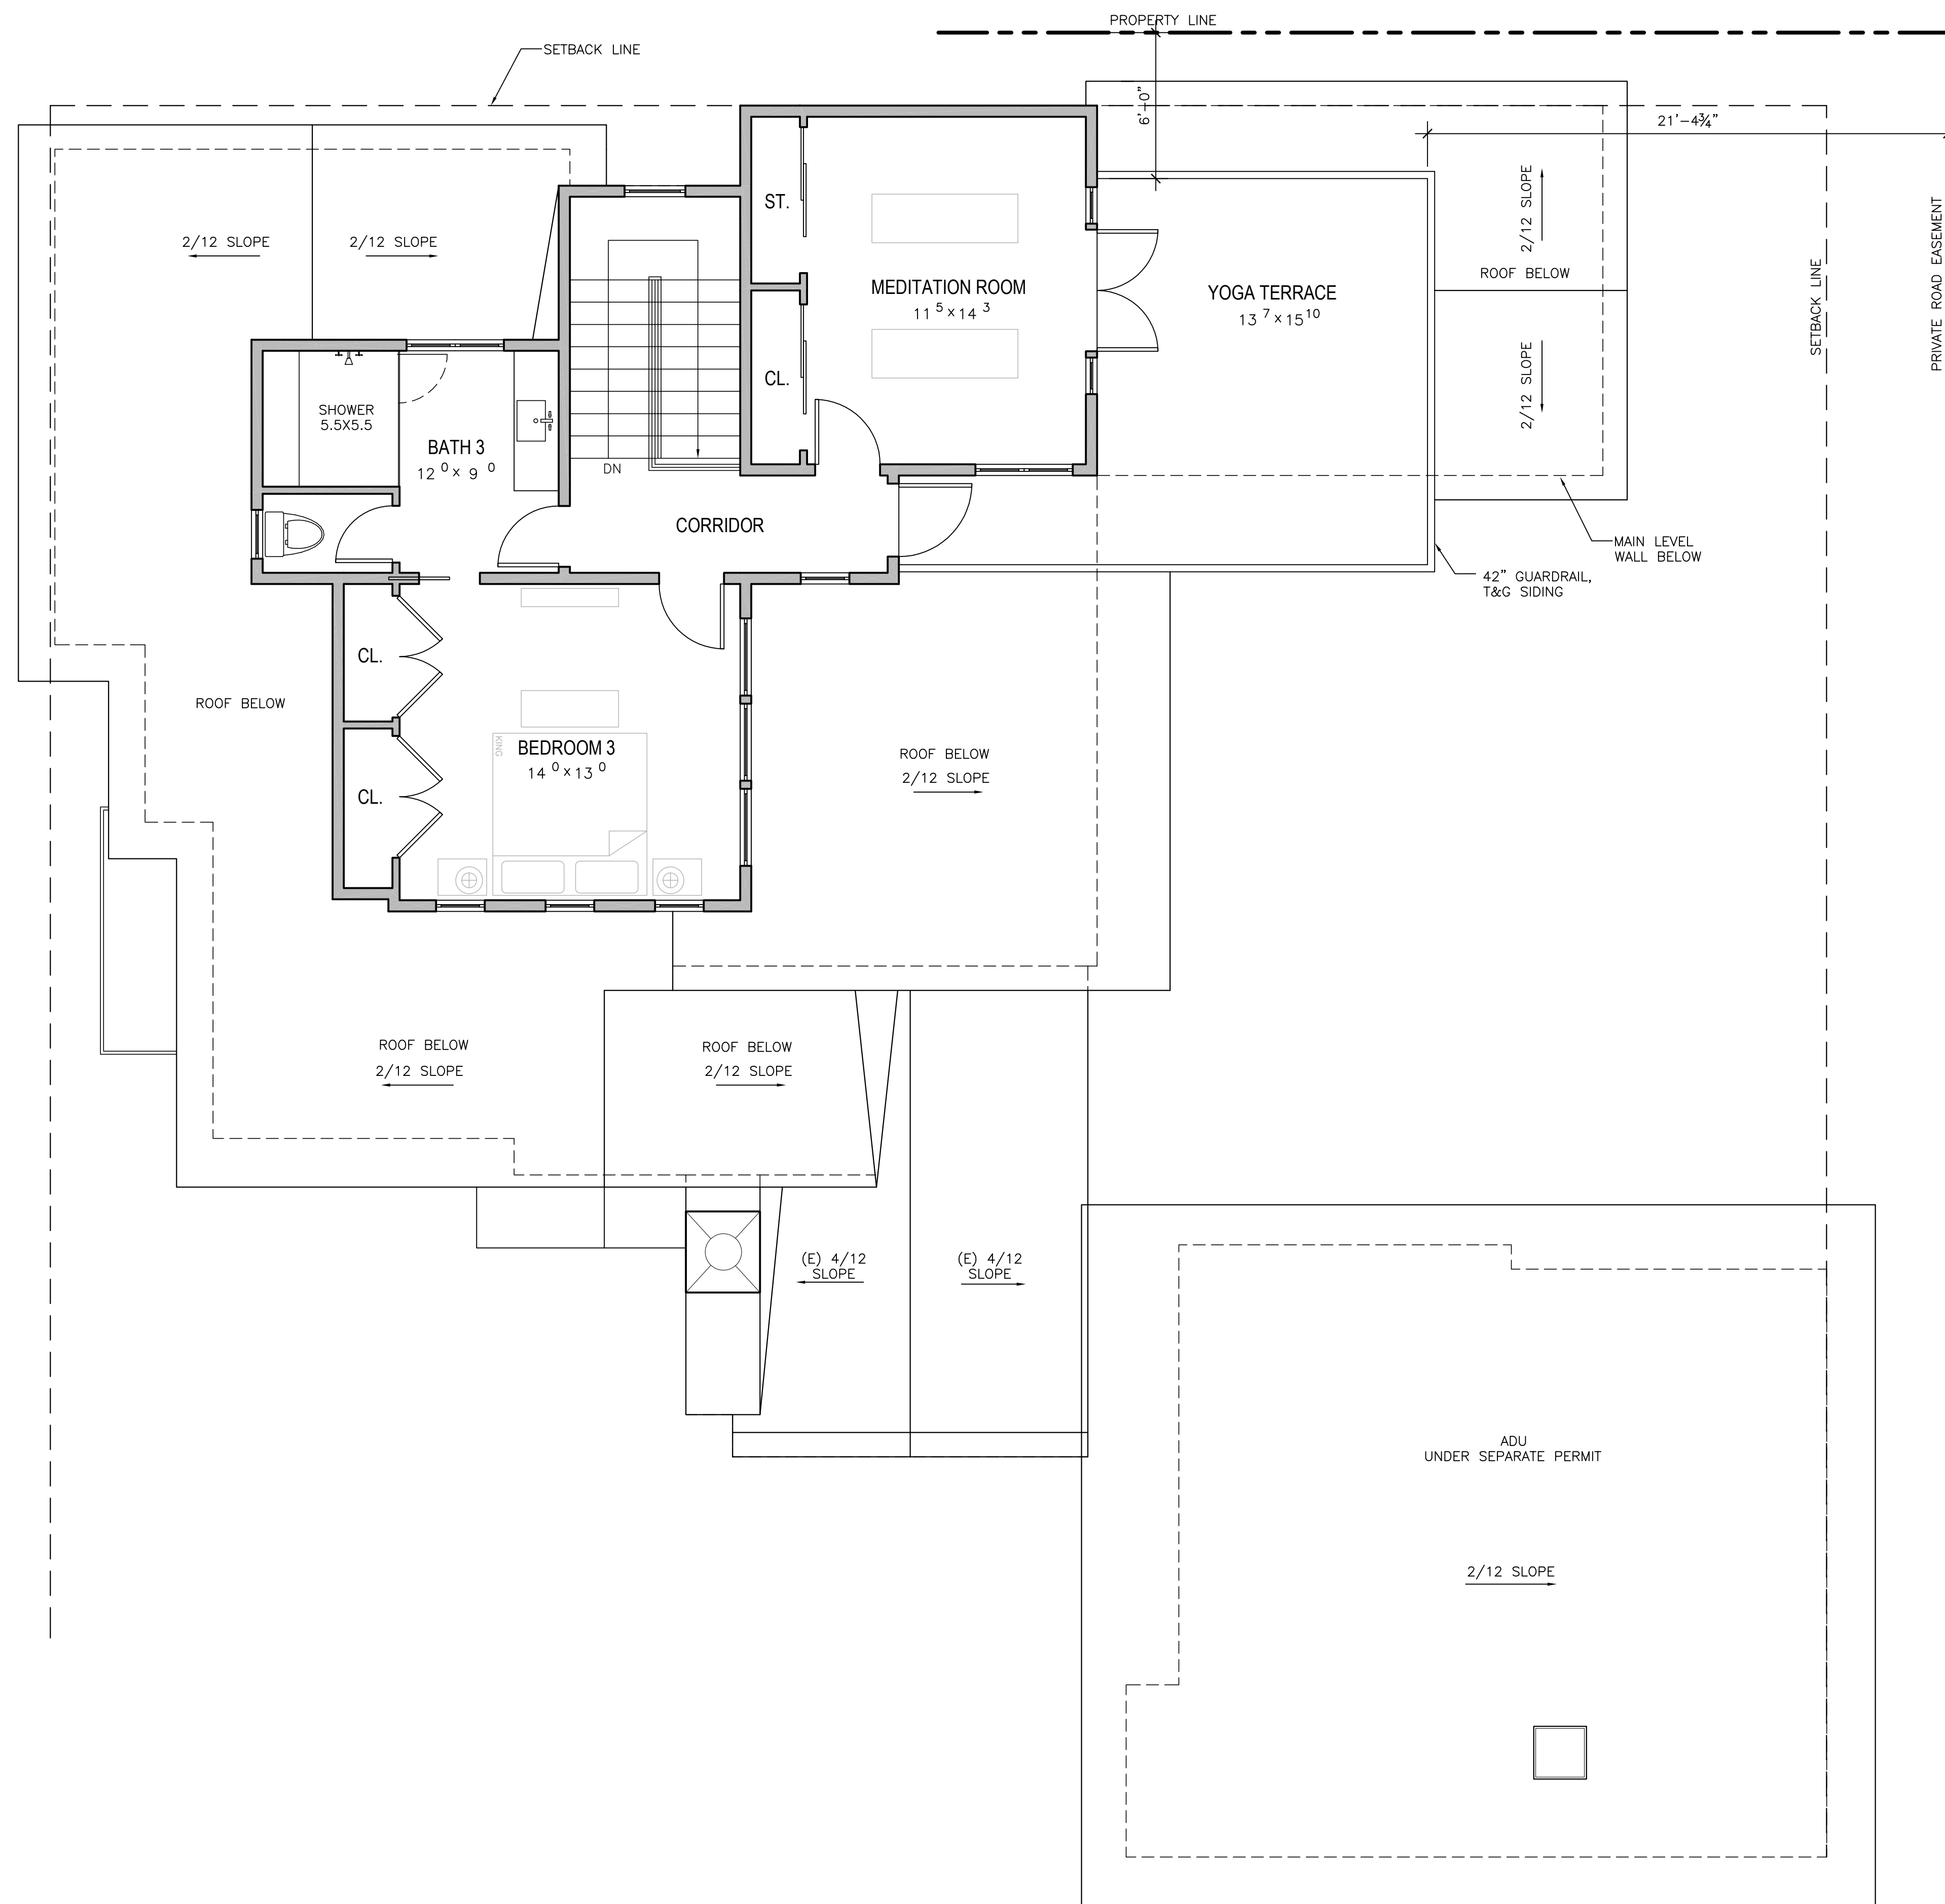 PROPERTY LINE
SETBACK LINE
6'-0"
21'-4¾"
2/12 SLOPE
2/12 SLOPE
ST.
MEDITATION ROOM
11 5 x 14 3
YOGA TERRACE
13 7 x 15 10
2/12 SLOPE
ROOF BELOW
2/12 SLOPE
SETBACK LINE
PRIVATE ROAD EASEMENT
CL.
SHOWER
5.5X5.5
BATH 3
12 0 x 9 0
DN
CORRIDOR
MAIN LEVEL
WALL BELOW
42" GUARDRAIL,
T&G SIDING
CL.
ROOF BELOW
KING
BEDROOM 3
14 0 x 13 0
CL.
ROOF BELOW
2/12 SLOPE
ROOF BELOW
2/12 SLOPE
ROOF BELOW
2/12 SLOPE
(E) 4/12
SLOPE
(E) 4/12
SLOPE
ADU
UNDER SEPARATE PERMIT
2/12 SLOPE